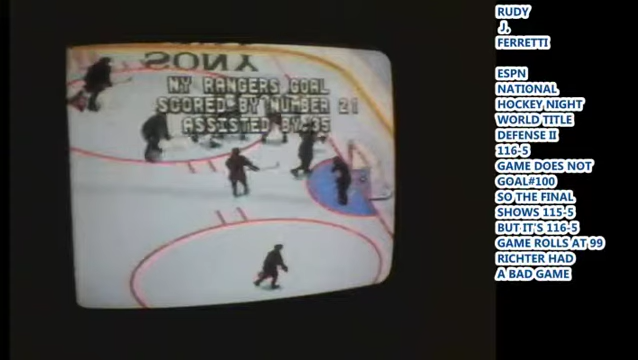 SONY
NY RANGERS GOAL
SCORED BY NUMBER 21
ASSISTED BY 35
RUDY
J.
FERRETTI
ESPN
NATIONAL
HOCKEY NIGHT
WORLD TITLE
DEFENSE II
116-5
GAME DOES NOT
GOAL#100
SO THE FINAL
SHOWS 115-5
BUT IT'S 116-5
GAME ROLLS AT 99
RICHTER HAD
A BAD GAME